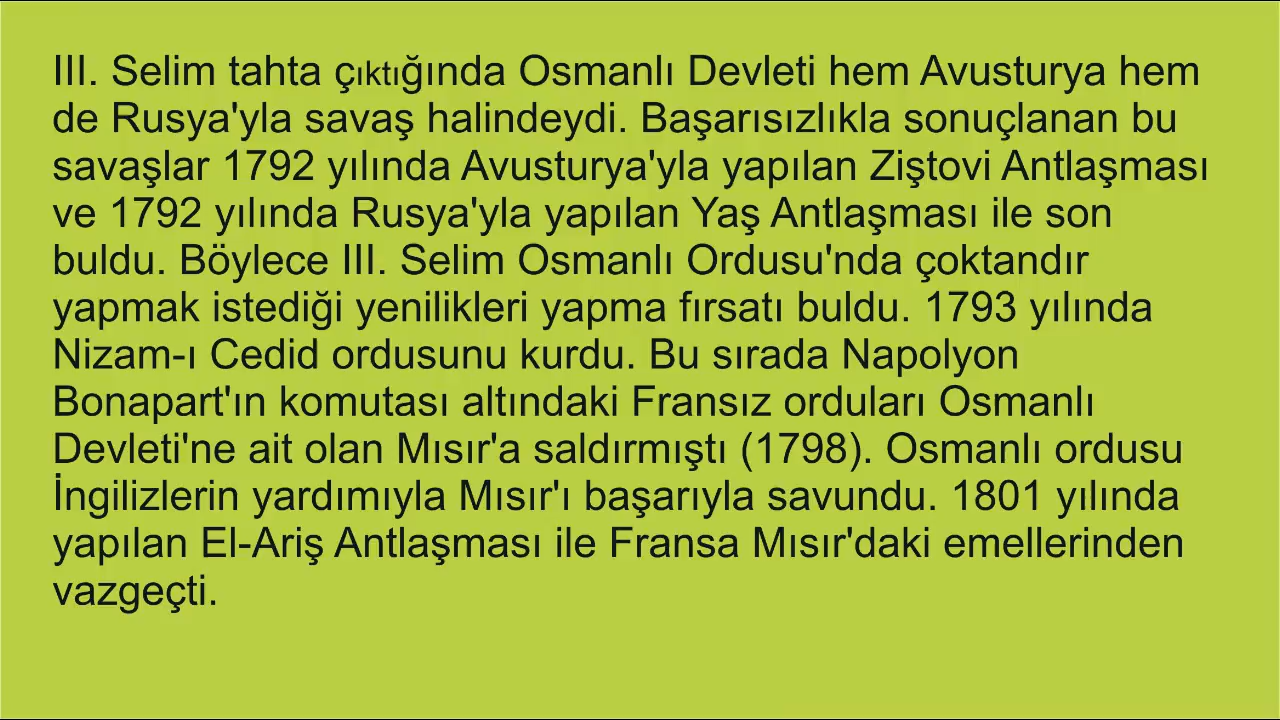 III. Selim tahta çıktığında Osmanlı Devleti hem Avusturya hem
de Rusya'yla savaş halindeydi. Başarısızlıkla sonuçlanan bu
savaşlar 1792 yılında Avusturya'yla yapılan Ziştovi Antlaşması
ve 1792 yılında Rusya'yla yapılan Yaş Antlaşması ile son
buldu. Böylece III. Selim Osmanlı Ordusu'nda çoktandır
yapmak istediği yenilikleri yapma fırsatı buldu. 1793 yılında
Nizam-ı Cedid ordusunu kurdu. Bu sırada Napolyon
Bonapart'ın komutası altındaki Fransız orduları Osmanlı
Devleti'ne ait olan Mısır'a saldırmıştı (1798). Osmanlı ordusu
İngilizlerin yardımıyla Mısır'ı başarıyla savundu. 1801 yılında
yapılan El-Ariş Antlaşması ile Fransa Mısır'daki emellerinden
vazgeçti.